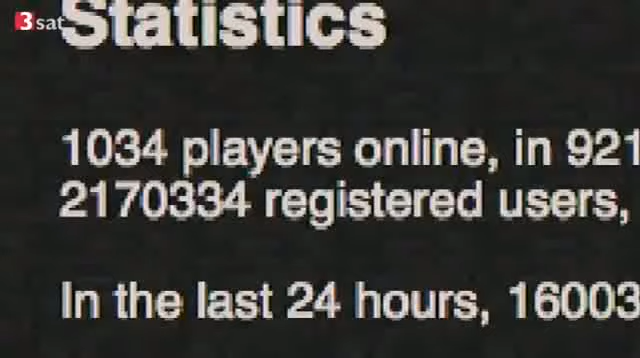 3sat
Statistics
1034 players online, in 921
2170334 registered users,
In the last 24 hours, 16003